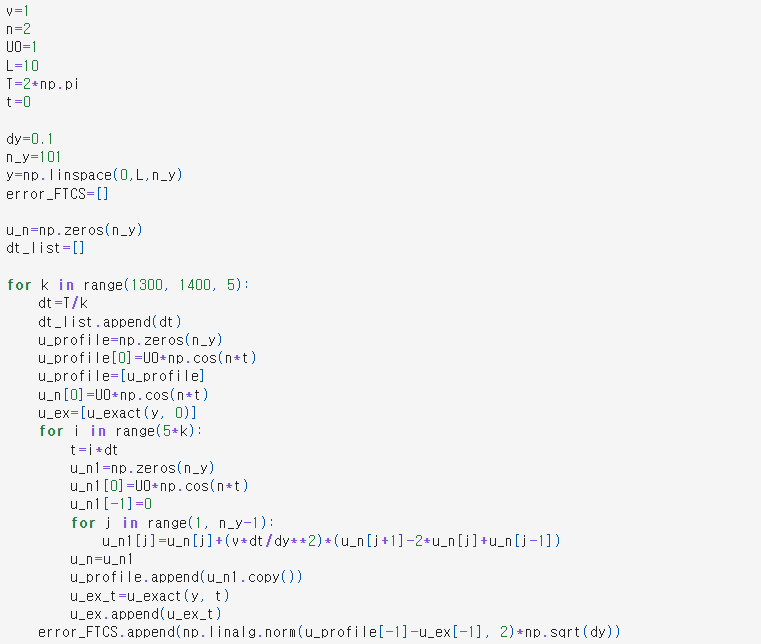 v=1
n=2
U0=1
L=10
T=2*np.pi
t=0
dy=0.1
n_y=101
y=np.linspace(0,L,n_y)
error_FTCS=[]
u_n=np.zeros(n_y)
dt_list=[]
for k in range(1300, 1400, 5):
    dt=T/k
    dt_list.append(dt)
    u_profile=np.zeros(n_y)
    u_profile[0]=U0*np.cos(n*t)
    u_profile=[u_profile]
    u_n[0]=U0*np.cos(n*t)
    u_ex=[u_exact(y, 0)]
    for i in range(5*k):
        t=i*dt
        u_n1=np.zeros(n_y)
        u_n1[0]=U0*np.cos(n*t)
        u_n1[-1]=0
        for j in range(1, n_y-1):
            u_n1[j]=u_n[j]+(v*dt/dy**2)*(u_n[j+1]-2*u_n[j]+u_n[j-1])
        u_n=u_n1
        u_profile.append(u_n1.copy())
        u_ex_t=u_exact(y, t)
        u_ex.append(u_ex_t)
    error_FTCS.append(np.linalg.norm(u_profile[-1]-u_ex[-1], 2)*np.sqrt(dy))